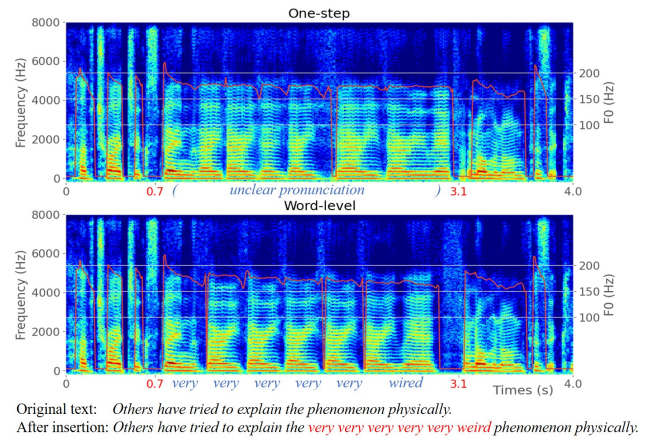 One-step
8000
6000
4000
2000
0
Frequency (Hz)
200
150
100
F0 (Hz)
0 0.7 ( unclear pronunciation ) 3.1 4.0
Word-level
8000
6000
4000
2000
0
Frequency (Hz)
200
150
100
F0 (Hz)
0 0.7 very very very very very wired 3.1 Times (s) 4.0
Original text: Others have tried to explain the phenomenon physically.
After insertion: Others have tried to explain the very very very very very weird phenomenon physically.